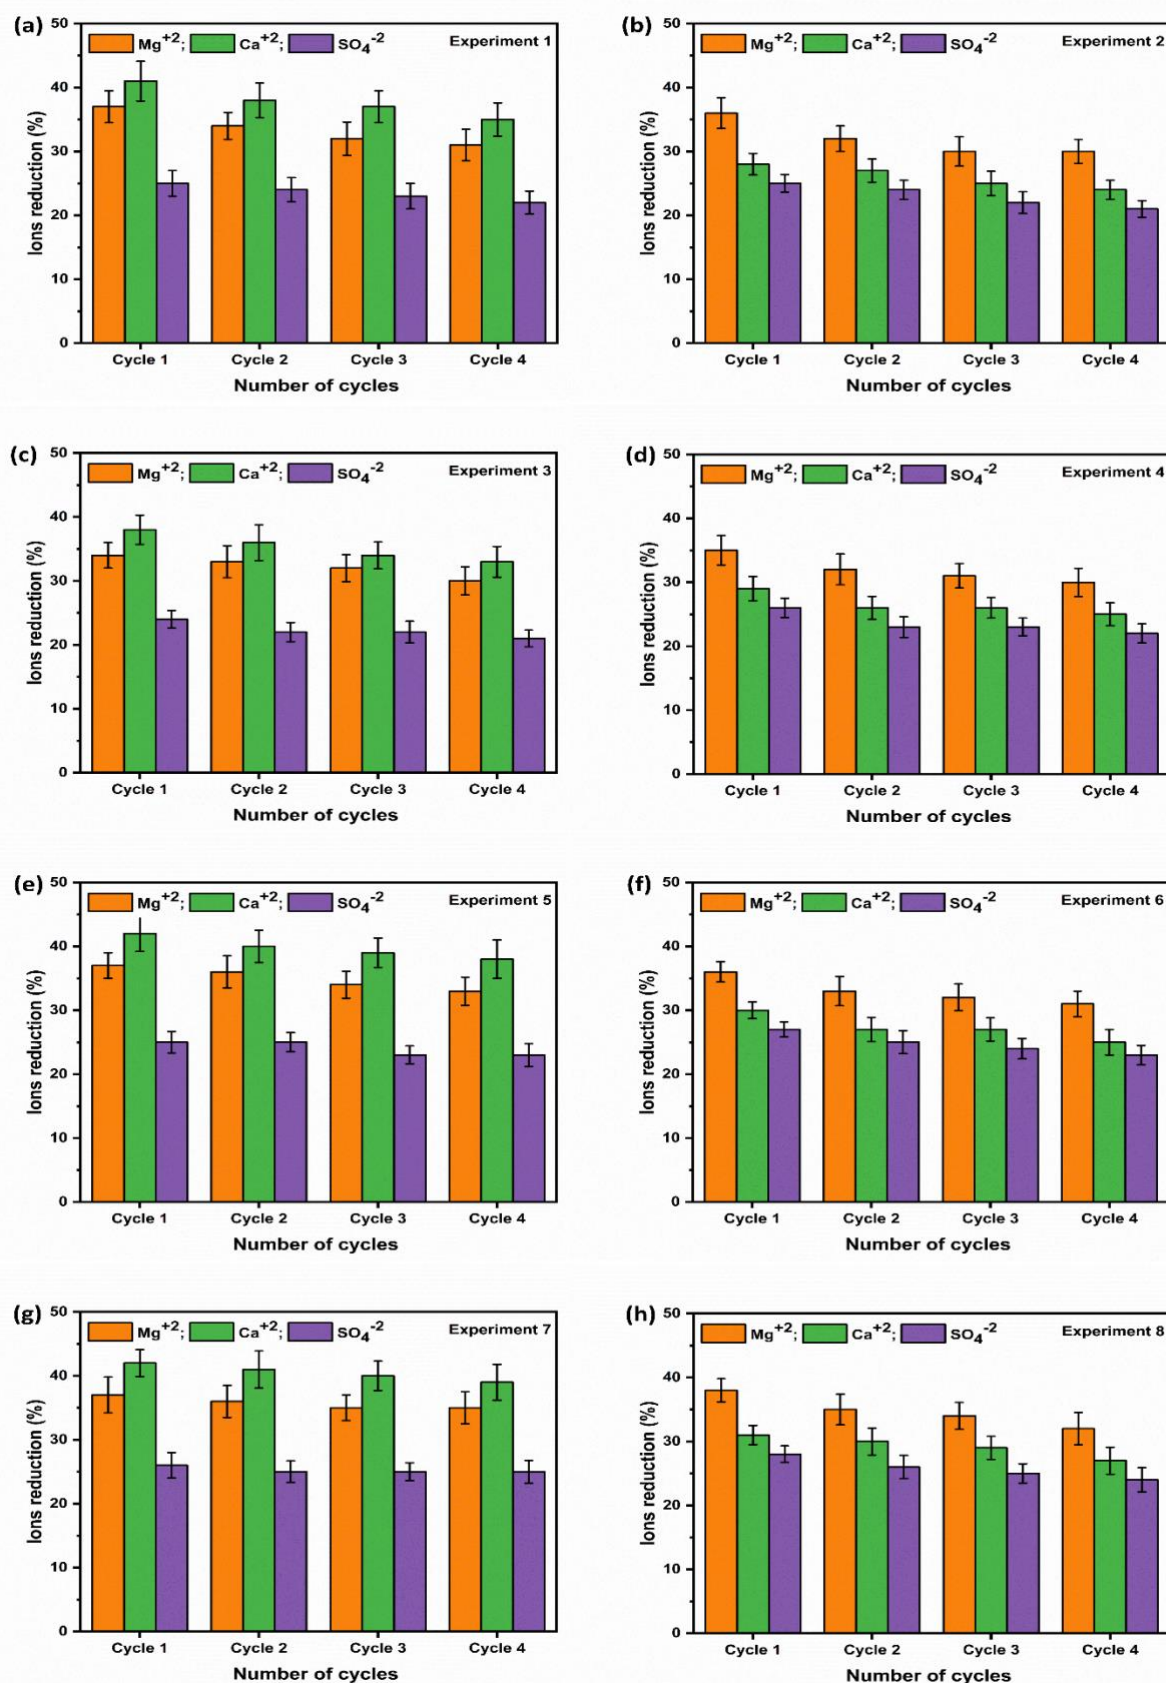 (a)
50
Mg+2; Ca+2; SO4-2 Experiment 1
40
30
20
10
0
Ions reduction (%)
Cycle 1 Cycle 2 Cycle 3 Cycle 4
Number of cycles
(b)
50
Mg+2; Ca+2; SO4-2 Experiment 2
40
30
20
10
0
Ions reduction (%)
Cycle 1 Cycle 2 Cycle 3 Cycle 4
Number of cycles
(c)
50
Mg+2; Ca+2; SO4-2 Experiment 3
40
30
20
10
0
Ions reduction (%)
Cycle 1 Cycle 2 Cycle 3 Cycle 4
Number of cycles
(d)
50
Mg+2; Ca+2; SO4-2 Experiment 4
40
30
20
10
0
Ions reduction (%)
Cycle 1 Cycle 2 Cycle 3 Cycle 4
Number of cycles
(e)
50
Mg+2; Ca+2; SO4-2 Experiment 5
40
30
20
10
0
Ions reduction (%)
Cycle 1 Cycle 2 Cycle 3 Cycle 4
Number of cycles
(f)
50
Mg+2; Ca+2; SO4-2 Experiment 6
40
30
20
10
0
Ions reduction (%)
Cycle 1 Cycle 2 Cycle 3 Cycle 4
Number of cycles
(g)
50
Mg+2; Ca+2; SO4-2 Experiment 7
40
30
20
10
0
Ions reduction (%)
Cycle 1 Cycle 2 Cycle 3 Cycle 4
Number of cycles
(h)
50
Mg+2; Ca+2; SO4-2 Experiment 8
40
30
20
10
0
Ions reduction (%)
Cycle 1 Cycle 2 Cycle 3 Cycle 4
Number of cycles